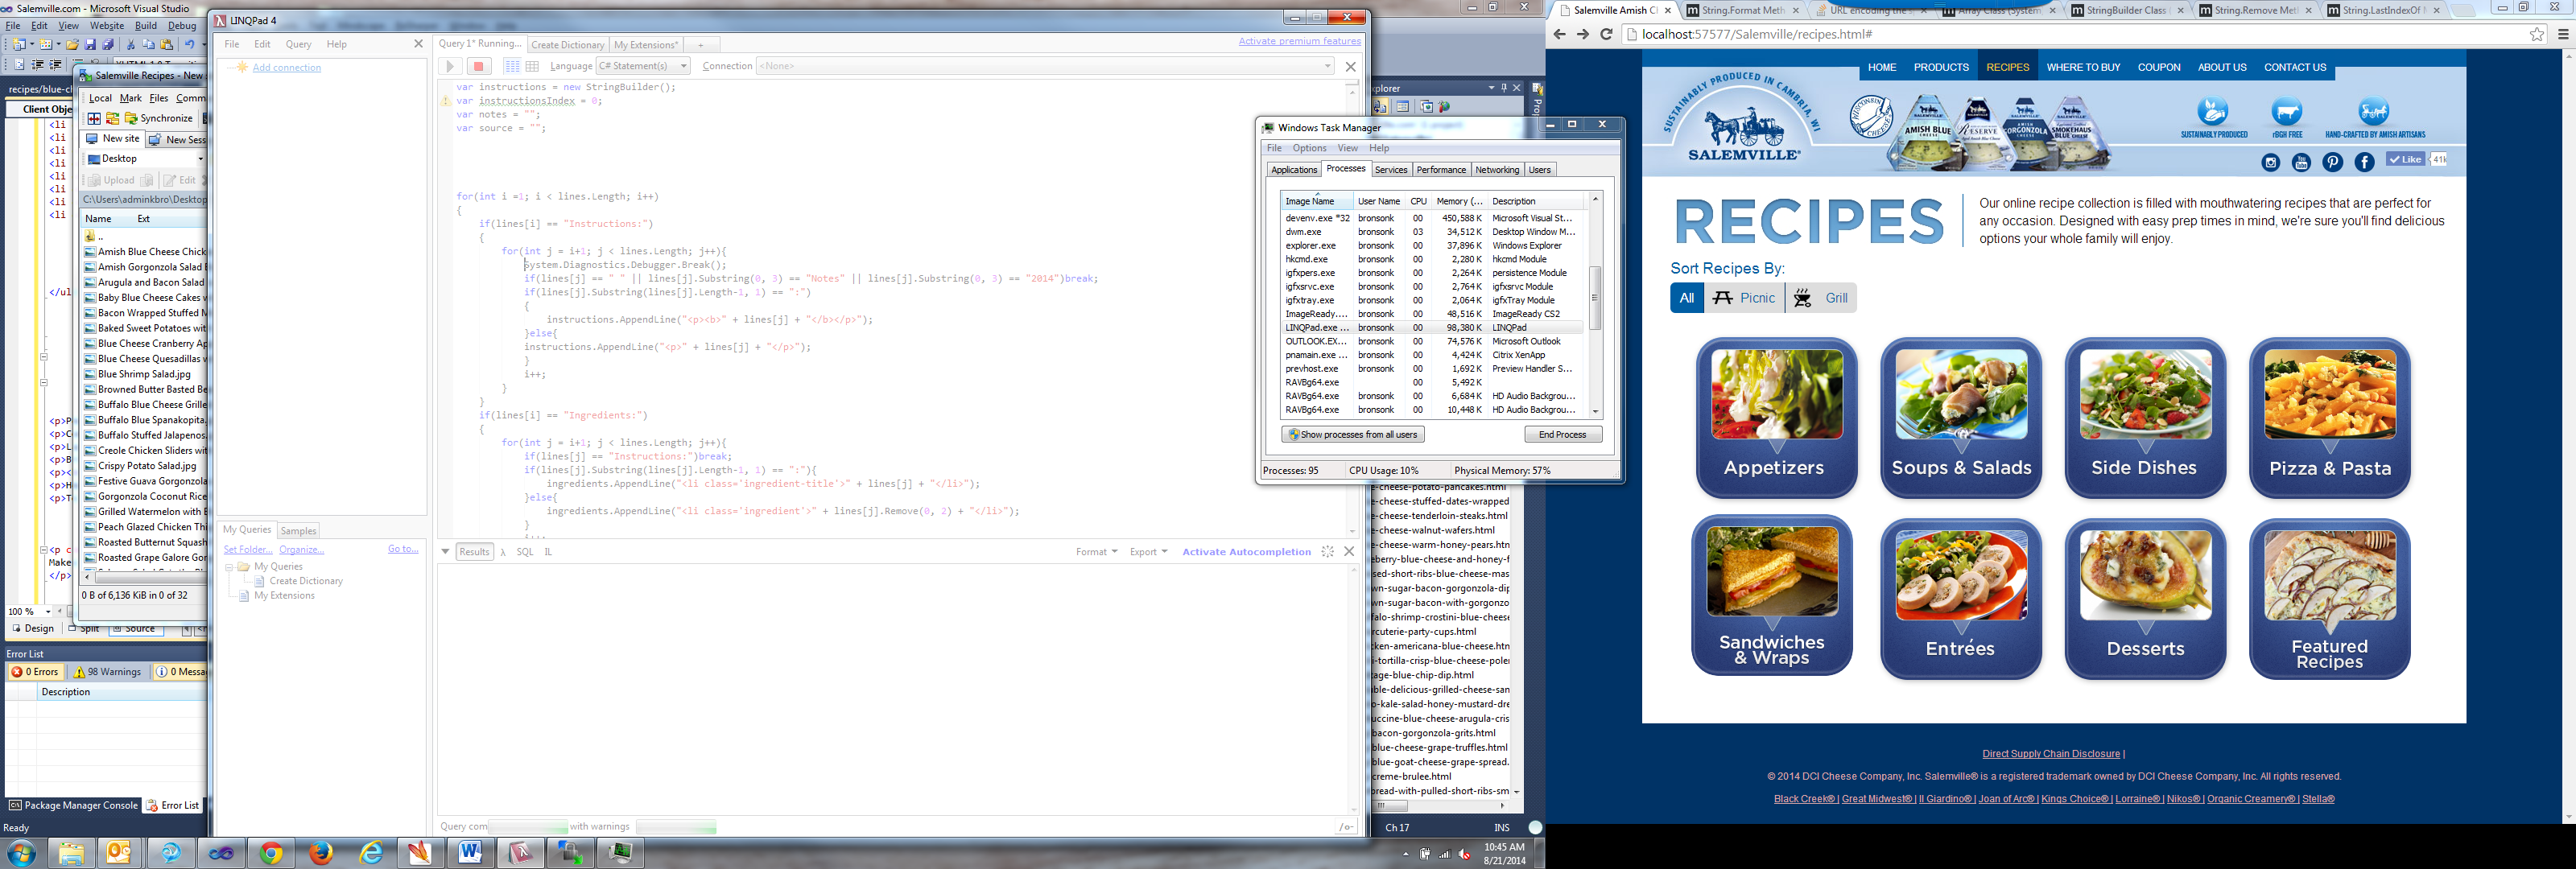 Salemville.com - Microsoft Visual Studio
File Edit View Website Build Debug
Salemville Recipes - New s
recipes/blue-cl
Local Mark Files Comm
Client Obje
Synchronize
New site New Sess
Desktop
Upload Edit
C:\Users\adminkbro\Desktop
Name Ext
..
Amish Blue Cheese Chick
Amish Gorgonzola Salad B
Arugula and Bacon Salad
Baby Blue Cheese Cakes w
Bacon Wrapped Stuffed M
Baked Sweet Potatoes wit
Blue Cheese Cranberry Ap
Blue Cheese Quesadillas v
Blue Shrimp Salad.jpg
Browned Butter Basted Be
Buffalo Blue Cheese Grille
Buffalo Blue Spanakopita.
Buffalo Stuffed Jalapenos.
Creole Chicken Sliders wit
Crispy Potato Salad.jpg
Festive Guava Gorgonzola
Gorgonzola Coconut Rice
Grilled Watermelon with B
Peach Glazed Chicken Thi
Roasted Butternut Squash
Roasted Grape Galore Gor
0 B of 6,136 KiB in 0 of 32
<li
<li
<li
<li
<li
<li
<li
<li
</ul
<p>P
<p>C
<p>L
<p>B
<p><
<p>H
<p>T
<p c
Make
</p>
100 %
Design Split Source
Error List
0 Errors 98 Warnings 0 Messag
Description
Package Manager Console Error List
Ready
LINQPad 4
File Edit Query Help
Add connection
My Queries Samples
Set Folder... Organize... Go to...
My Queries
Create Dictionary
My Extensions
Query 1* Running... Create Dictionary My Extensions* +
Activate premium features
Language C# Statement(s) Connection <None>
var instructions = new StringBuilder();
var instructionsIndex = 0;
var notes = "";
var source = "";
for(int i =1; i < lines.Length; i++)
{
if(lines[i] == "Instructions:")
{
for(int j = i+1; j < lines.Length; j++){
System.Diagnostics.Debugger.Break();
if(lines[j] == " " || lines[j].Substring(0, 3) == "Notes" || lines[j].Substring(0, 3) == "2014")break;
if(lines[j].Substring(lines[j].Length-1, 1) == ":")
{
instructions.AppendLine("<p><b>" + lines[j] + "</b></p>");
}else{
instructions.AppendLine("<p>" + lines[j] + "</p>");
}
i++;
}
}
if(lines[i] == "Ingredients:")
{
for(int j = i+1; j < lines.Length; j++){
if(lines[j] == "Instructions:")break;
if(lines[j].Substring(lines[j].Length-1, 1) == ":"){
ingredients.AppendLine("<li class='ingredient-title'>" + lines[j] + "</li>");
}else{
ingredients.AppendLine("<li class='ingredient'>" + lines[j].Remove(0, 2) + "</li>");
}
Results λ SQL IL Format Export Activate Autocompletion
Query com with warnings /o-
Windows Task Manager
File Options View Help
Applications Processes Services Performance Networking Users
Image Name User Name CPU Memory (... Description
devenv.exe *32 bronsonk 00 450,588 K Microsoft Visual St...
dwm.exe bronsonk 03 34,512 K Desktop Window M...
explorer.exe bronsonk 00 37,896 K Windows Explorer
hkcmd.exe bronsonk 00 2,280 K hkcmd Module
igfxpers.exe bronsonk 00 2,264 K persistence Module
igfxsrvc.exe bronsonk 00 2,764 K igfxsrvc Module
igfxtray.exe bronsonk 00 2,064 K igfxTray Module
ImageReady.... bronsonk 00 48,516 K ImageReady CS2
LINQPad.exe ... bronsonk 00 98,380 K LINQPad
OUTLOOK.EX... bronsonk 00 74,576 K Microsoft Outlook
pnamain.exe ... bronsonk 00 4,424 K Citrix XenApp
prevhost.exe bronsonk 00 1,692 K Preview Handler S...
RAVBg64.exe 00 5,492 K
RAVBg64.exe bronsonk 00 6,684 K HD Audio Backgrou...
RAVBg64.exe bronsonk 00 10,448 K HD Audio Backgrou...
Show processes from all users End Process
Processes: 95 CPU Usage: 10% Physical Memory: 57%
xplorer
e-cheese-potato-pancakes.html
e-cheese-stuffed-dates-wrapped
e-cheese-tenderloin-steaks.html
e-cheese-walnut-wafers.html
e-cheese-warm-honey-pears.htn
eberry-blue-cheese-and-honey-f
ised-short-ribs-blue-cheese-mas
wn-sugar-bacon-gorgonzola-dip
wn-sugar-bacon-with-gorgonzo
falo-shrimp-crostini-blue-cheese
rcuterie-party-cups.html
cken-americana-blue-cheese.htn
i-tortilla-crisp-blue-cheese-poler
tage-blue-chip-dip.html
ible-delicious-grilled-cheese-san
o-kale-salad-honey-mustard-dre
uccine-blue-cheese-arugula-cris
bacon-gorgonzola-grits.html
blue-cheese-grape-truffles.html
blue-goat-cheese-grape-spread.
creme-brulee.html
pread-with-pulled-short-ribs-sm
Ch 17 INS
10:45 AM
8/21/2014
Salemville Amish Cl String.Format Meth URL encoding the s Array Class (System StringBuilder Class String.Remove Met String.LastIndexOf
localhost:57577/Salemville/recipes.html#
HOME PRODUCTS RECIPES WHERE TO BUY COUPON ABOUT US CONTACT US
SUSTAINABLY PRODUCED IN CAMBRIA, WI
SALEMVILLE®
WISCONSIN CHEESE
AMISH BLUE
RESERVE
GORGONZOLA
SMOKEHAUS BLUE
SUSTAINABLY PRODUCED rBGH FREE HAND-CRAFTED BY AMISH ARTISANS
Like 41k
RECIPES
Our online recipe collection is filled with mouthwatering recipes that are perfect for
any occasion. Designed with easy prep times in mind, we're sure you'll find delicious
options your whole family will enjoy.
Sort Recipes By:
All Picnic Grill
Appetizers Soups & Salads Side Dishes Pizza & Pasta
Sandwiches & Wraps Entrées Desserts Featured Recipes
Direct Supply Chain Disclosure |
© 2014 DCI Cheese Company, Inc. Salemville® is a registered trademark owned by DCI Cheese Company, Inc. All rights reserved.
Black Creek® | Great Midwest® | Il Giardino® | Joan of Arc® | Kings Choice® | Lorraine® | Nikos® | Organic Creamery® | Stella®